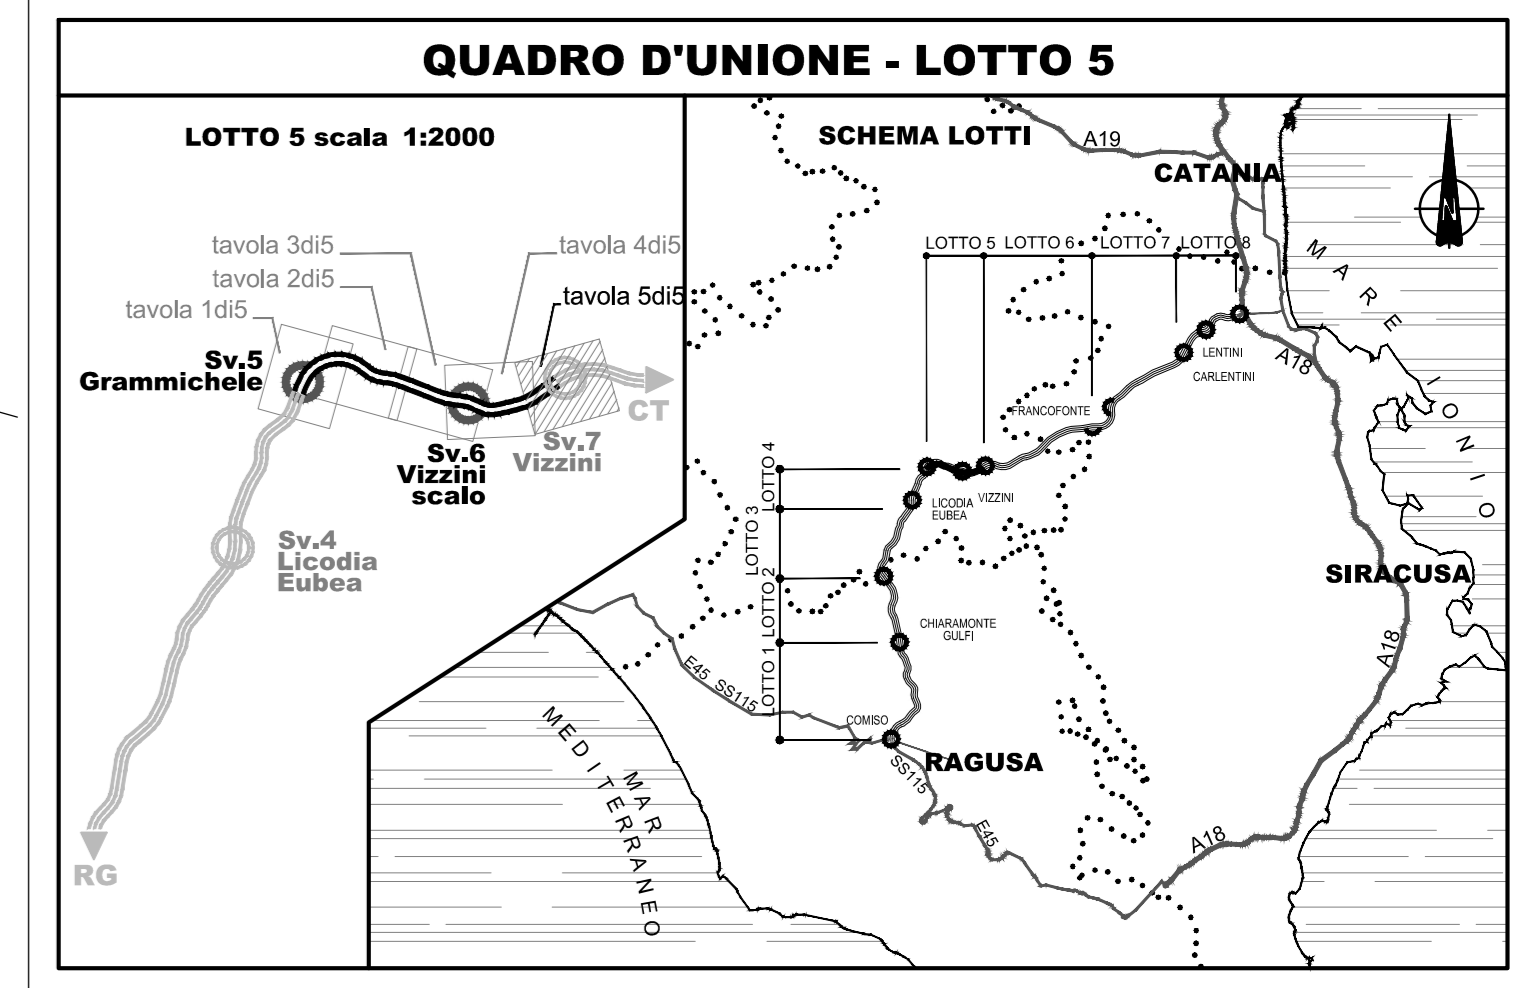 QUADRO D'UNIONE - LOTTO 5
LOTTO 5 scala 1:2000
tavola 3di5
tavola 4di5
tavola 2di5
tavola 5di5
tavola 1di5
Sv.5
Grammichele
CT
Sv.6
Vizzini
scalo
Sv.7
Vizzini
Sv.4
Licodia
Eubea
RG
SCHEMA LOTTI
A19
CATANIA
N
LOTTO 5
LOTTO 6
LOTTO 7
LOTTO 8
MARE
IONIO
A18
LENTINI
CARLENTINI
FRANCOFONTE
LOTTO 4
LOTTO 3
LOTTO 2
LOTTO 1
LICODIA
EUBEA
VIZZINI
SIRACUSA
CHIARAMONTE
GULFI
A18
E45
SS115
COMISO
RAGUSA
SS115
E45
A18
MAR
MEDITERRANEO